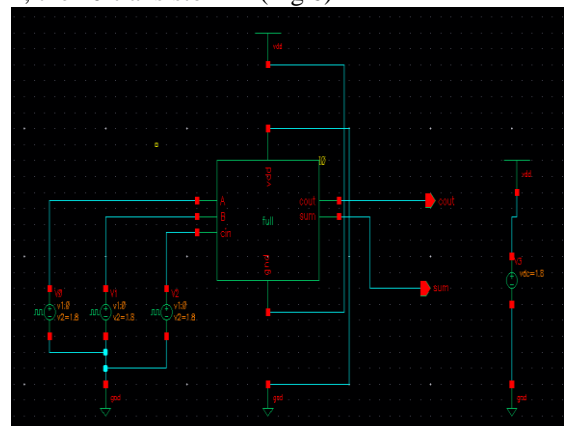 vdd
I0
vdd
A
B
cin
full
cout
sum
gnd
cout
sum
vdd
V3
vdc=1.8
V0
v1:0
v2=1.8
V1
v1:0
v2=1.8
V2
v1:0
v2=1.8
gnd
gnd
gnd